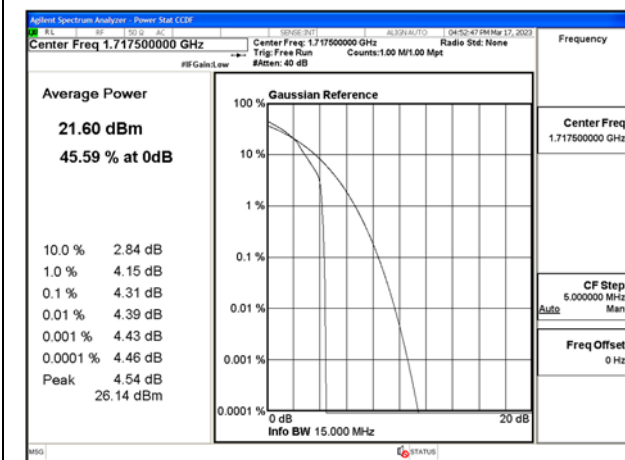 Agilent Spectrum Analyzer - Power Stat CCDF
RL RF 50 Ω AC SENSE:INT ALIGN AUTO 04:52:47 PM Mar 17, 2023
Center Freq 1.717500000 GHz
Center Freq: 1.717500000 GHz Radio Std: None
Trig: Free Run Counts:1.00 M/1.00 Mpt
#IFGain:Low #Atten: 40 dB
Frequency
Average Power
21.60 dBm
45.59 % at 0dB
10.0 % 2.84 dB
1.0 % 4.15 dB
0.1 % 4.31 dB
0.01 % 4.39 dB
0.001 % 4.43 dB
0.0001 % 4.46 dB
Peak 4.54 dB
26.14 dBm
Gaussian Reference
100 %
10 %
1 %
0.1 %
0.01 %
0.001 %
0.0001 %
0 dB 20 dB
Info BW 15.000 MHz
Center Freq
1.717500000 GHz
CF Step
5.000000 MHz
Auto Man
Freq Offset
0 Hz
MSG STATUS